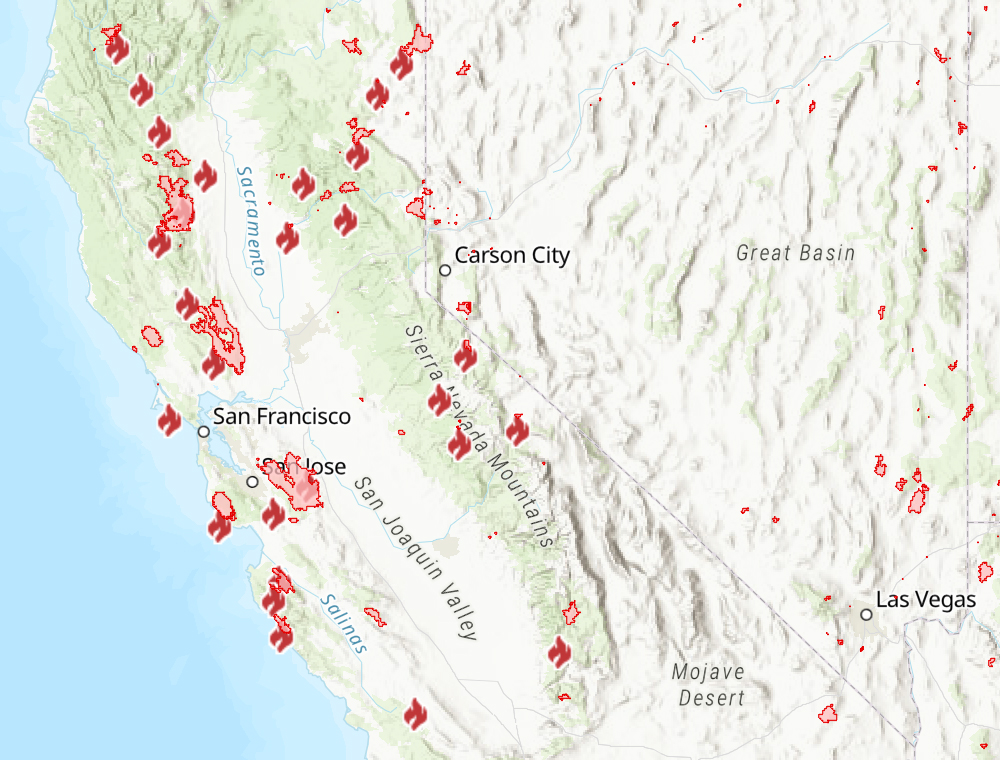 Sacramento
Carson City
Great Basin
Sierra Nevada Mountains
San Francisco
San Jose
San Joaquin Valley
Salinas
Las Vegas
Mojave
Desert